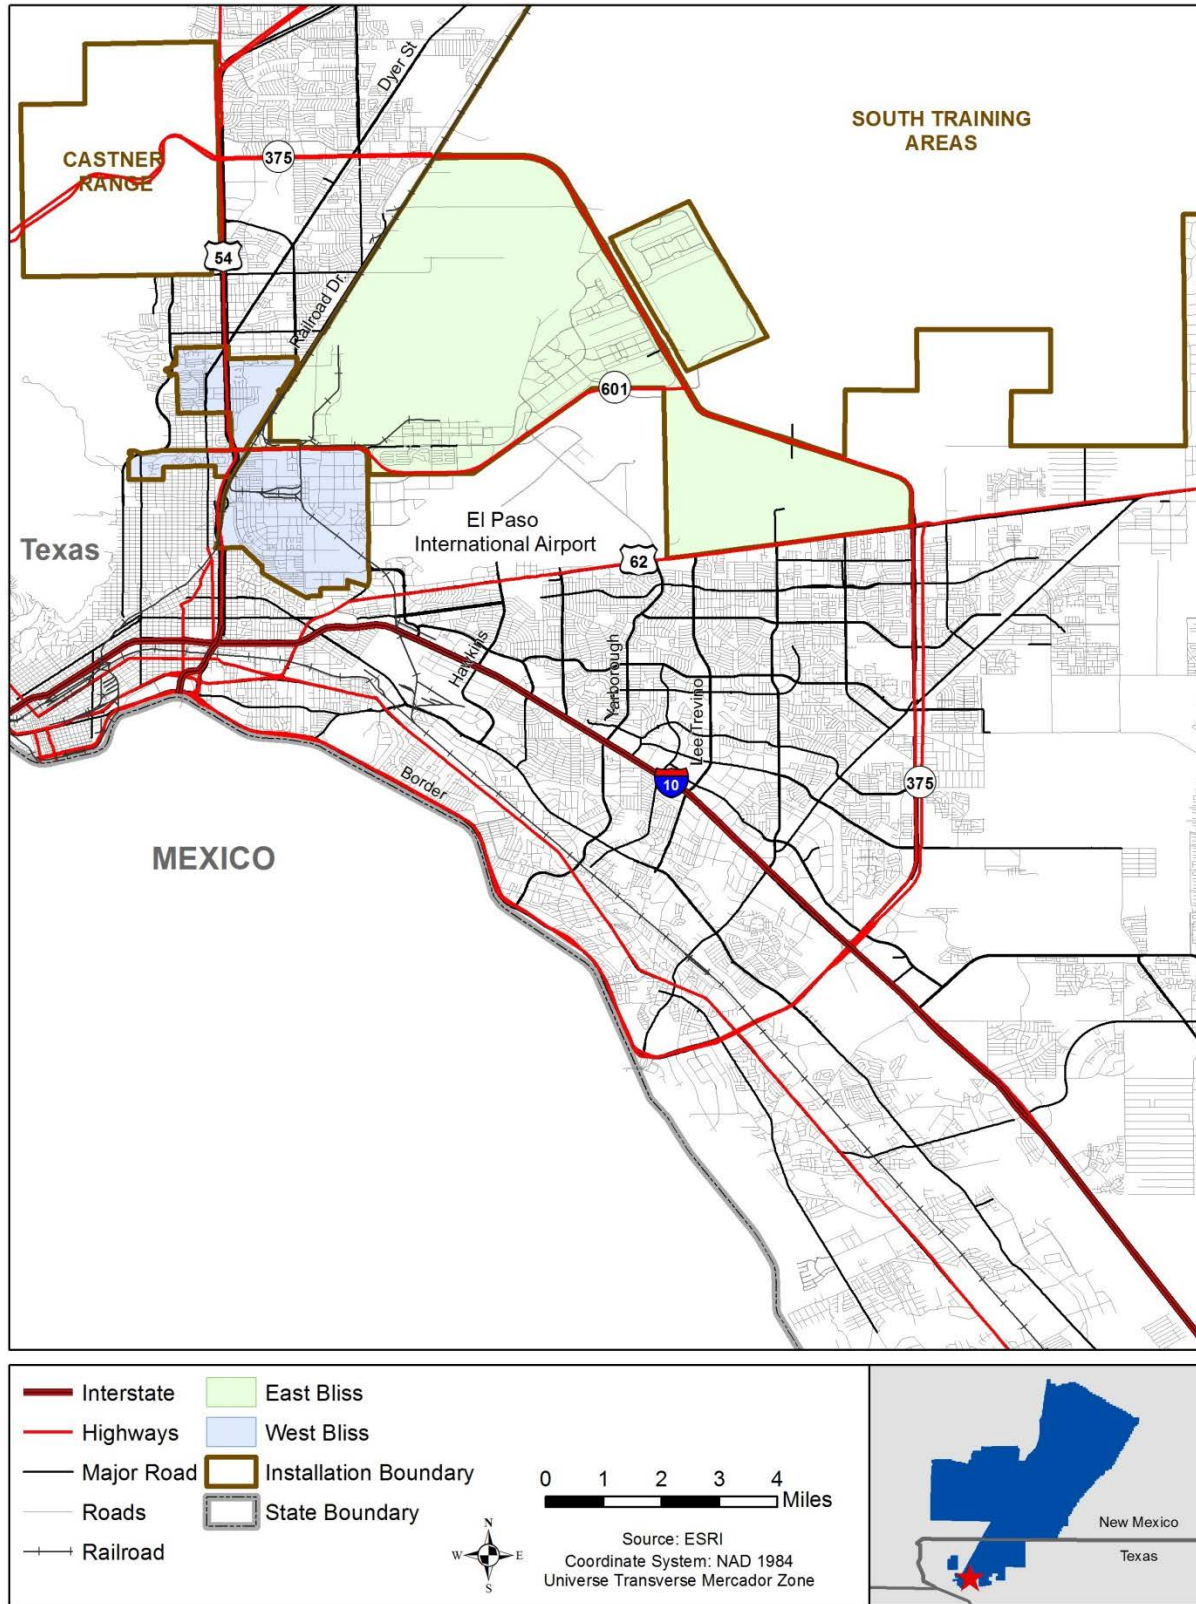 Dyer St
SOUTH TRAINING
AREAS
CASTNER
RANGE
375
54
Railroad Dr.
601
El Paso
International Airport
Texas
62
Hawkins
Yarborough
Lee Trevino
10
375
Border
MEXICO
Interstate
Highways
Major Road
Roads
Railroad
East Bliss
West Bliss
Installation Boundary
State Boundary
0 1 2 3 4
Miles
N
W E
S
Source: ESRI
Coordinate System: NAD 1984
Universe Transverse Mercador Zone
New Mexico
Texas